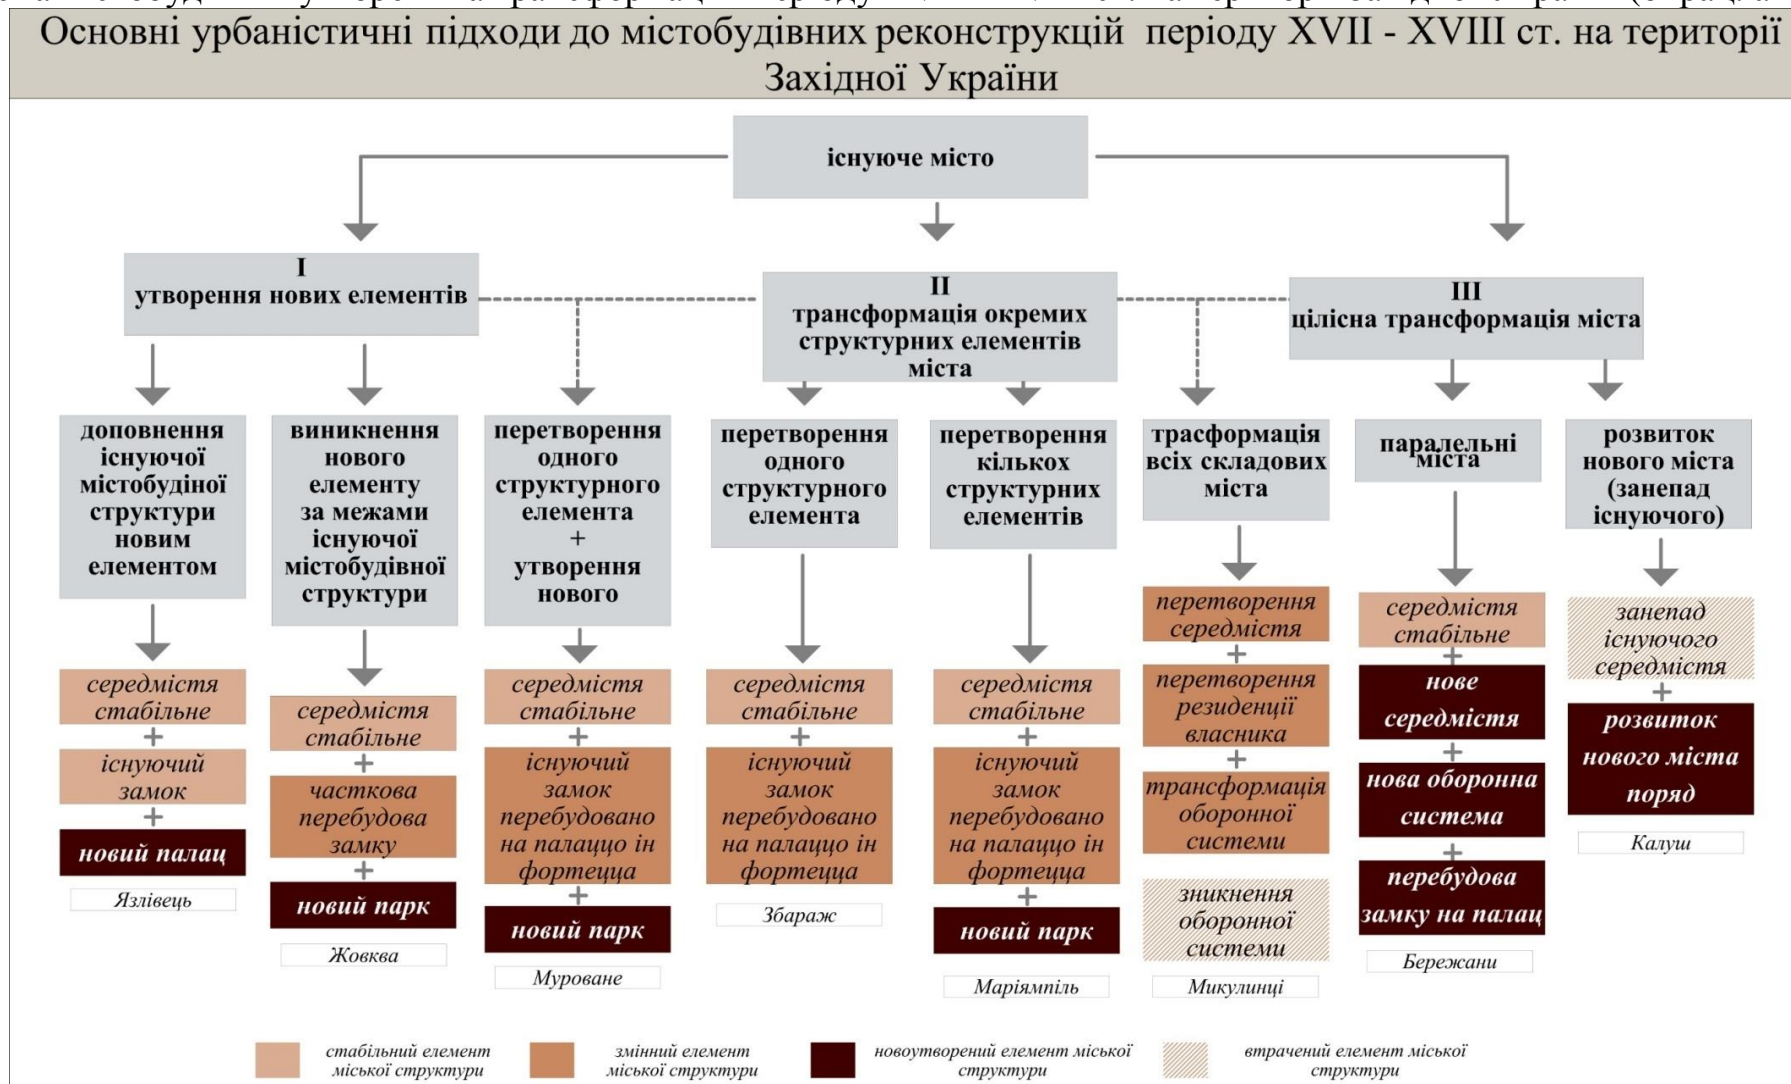 Основні урбаністичні підходи до містобудівних реконструкцій періоду XVII - XVIII ст. на території
Західної України
існуюче місто
I
утворення нових елементів
II
трансформація окремих
структурних елементів
міста
III
цілісна трансформація міста
доповнення
існуючої
містобудіної
структури
новим
елементом
виникнення
нового
елементу
за межами
існуючої
містобудівної
структури
перетворення
одного
структурного
елемента
+
утворення
нового
перетворення
одного
структурного
елемента
перетворення
кількох
структурних
елементів
трасформація
всіх складових
міста
паралельні
міста
розвиток
нового міста
(занепад
існуючого)
середмістя
стабільне
+
існуючий
замок
+
новий палац
Язлівець
середмістя
стабільне
+
часткова
перебудова
замку
+
новий парк
Жовква
середмістя
стабільне
+
існуючий
замок
перебудовано
на палаццо ін
фортецца
+
новий парк
Муроване
середмістя
стабільне
+
існуючий
замок
перебудовано
на палаццо ін
фортецца
Збараж
середмістя
стабільне
+
існуючий
замок
перебудовано
на палаццо ін
фортецца
+
новий парк
Маріямпіль
перетворення
середмістя
+
перетворення
резиденції
власника
+
трансформація
оборонної
системи
зникнення
оборонної
системи
Микулинці
середмістя
стабільне
+
нове
середмістя
+
нова оборонна
система
+
перебудова
замку на палац
Бережани
занепад
існуючого
середмістя
+
розвиток
нового міста
поряд
Калуш
стабільний елемент
міської структури
змінний елемент
міської структури
новоутворений елемент міської
структури
втрачений елемент міської
структури